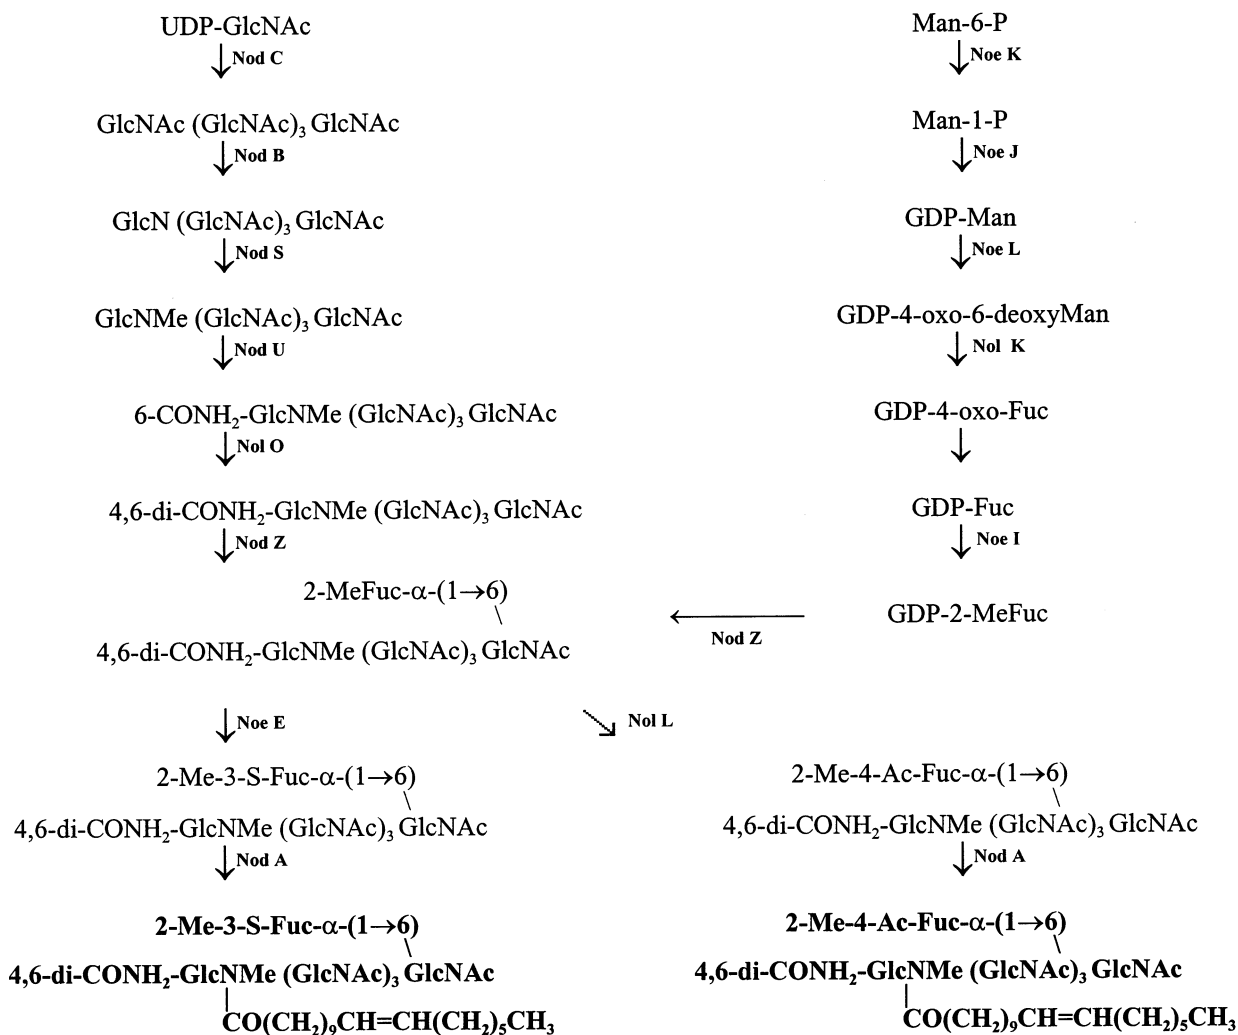 UDP-GlcNAc
Nod C
GlcNAc (GlcNAc)₃ GlcNAc
Nod B
GlcN (GlcNAc)₃ GlcNAc
Nod S
GlcNMe (GlcNAc)₃ GlcNAc
Nod U
6-CONH₂-GlcNMe (GlcNAc)₃ GlcNAc
Nol O
4,6-di-CONH₂-GlcNMe (GlcNAc)₃ GlcNAc
Nod Z
2-MeFuc-α-(1→6)
4,6-di-CONH₂-GlcNMe (GlcNAc)₃ GlcNAc
Man-6-P
Noe K
Man-1-P
Noe J
GDP-Man
Noe L
GDP-4-oxo-6-deoxyMan
Nol K
GDP-4-oxo-Fuc
GDP-Fuc
Noe I
GDP-2-MeFuc
Nod Z
Noe E
2-Me-3-S-Fuc-α-(1→6)
4,6-di-CONH₂-GlcNMe (GlcNAc)₃ GlcNAc
Nod A
2-Me-3-S-Fuc-α-(1→6)
4,6-di-CONH₂-GlcNMe (GlcNAc)₃ GlcNAc
CO(CH₂)₉CH=CH(CH₂)₅CH₃
Nol L
2-Me-4-Ac-Fuc-α-(1→6)
4,6-di-CONH₂-GlcNMe (GlcNAc)₃ GlcNAc
Nod A
2-Me-4-Ac-Fuc-α-(1→6)
4,6-di-CONH₂-GlcNMe (GlcNAc)₃ GlcNAc
CO(CH₂)₉CH=CH(CH₂)₅CH₃